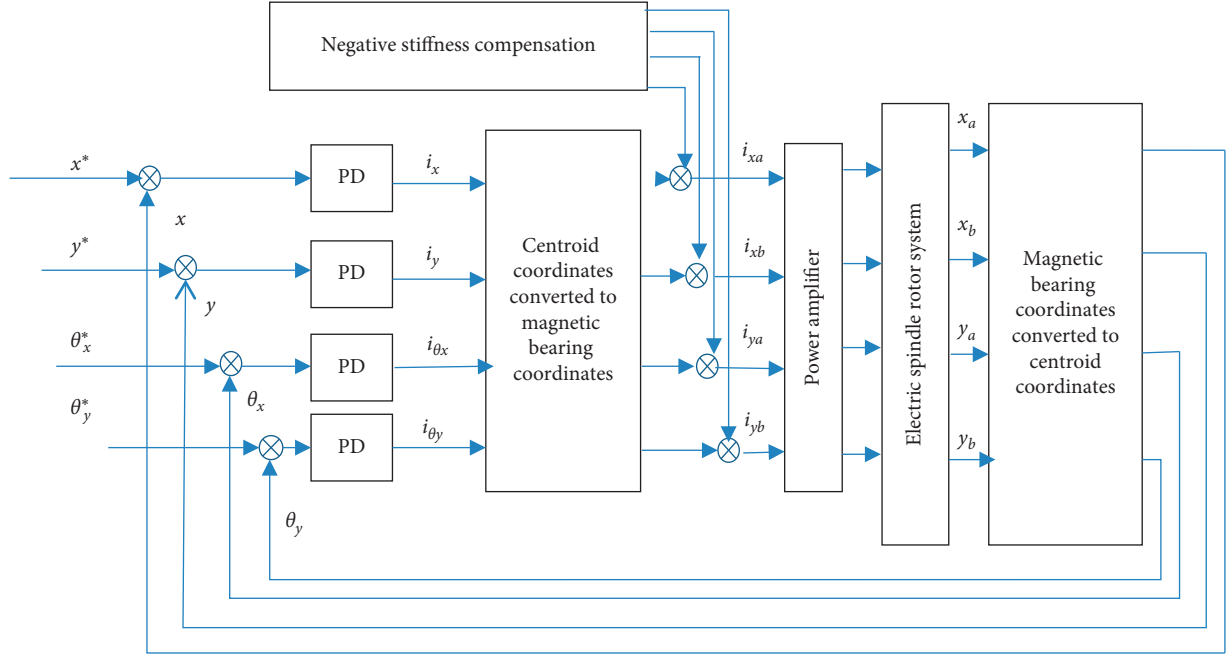 Negative stiffness compensation
x*
PD
i_x
x
y*
PD
i_y
y
θ*_x
PD
i_θx
θ_x
θ*_y
PD
i_θy
θ_y
Centroid
coordinates
converted to
magnetic
bearing
coordinates
i_xa
i_xb
i_ya
i_yb
Power amplifier
Electric spindle rotor system
x_a
x_b
y_a
y_b
Magnetic
bearing
coordinates
converted to
centroid
coordinates